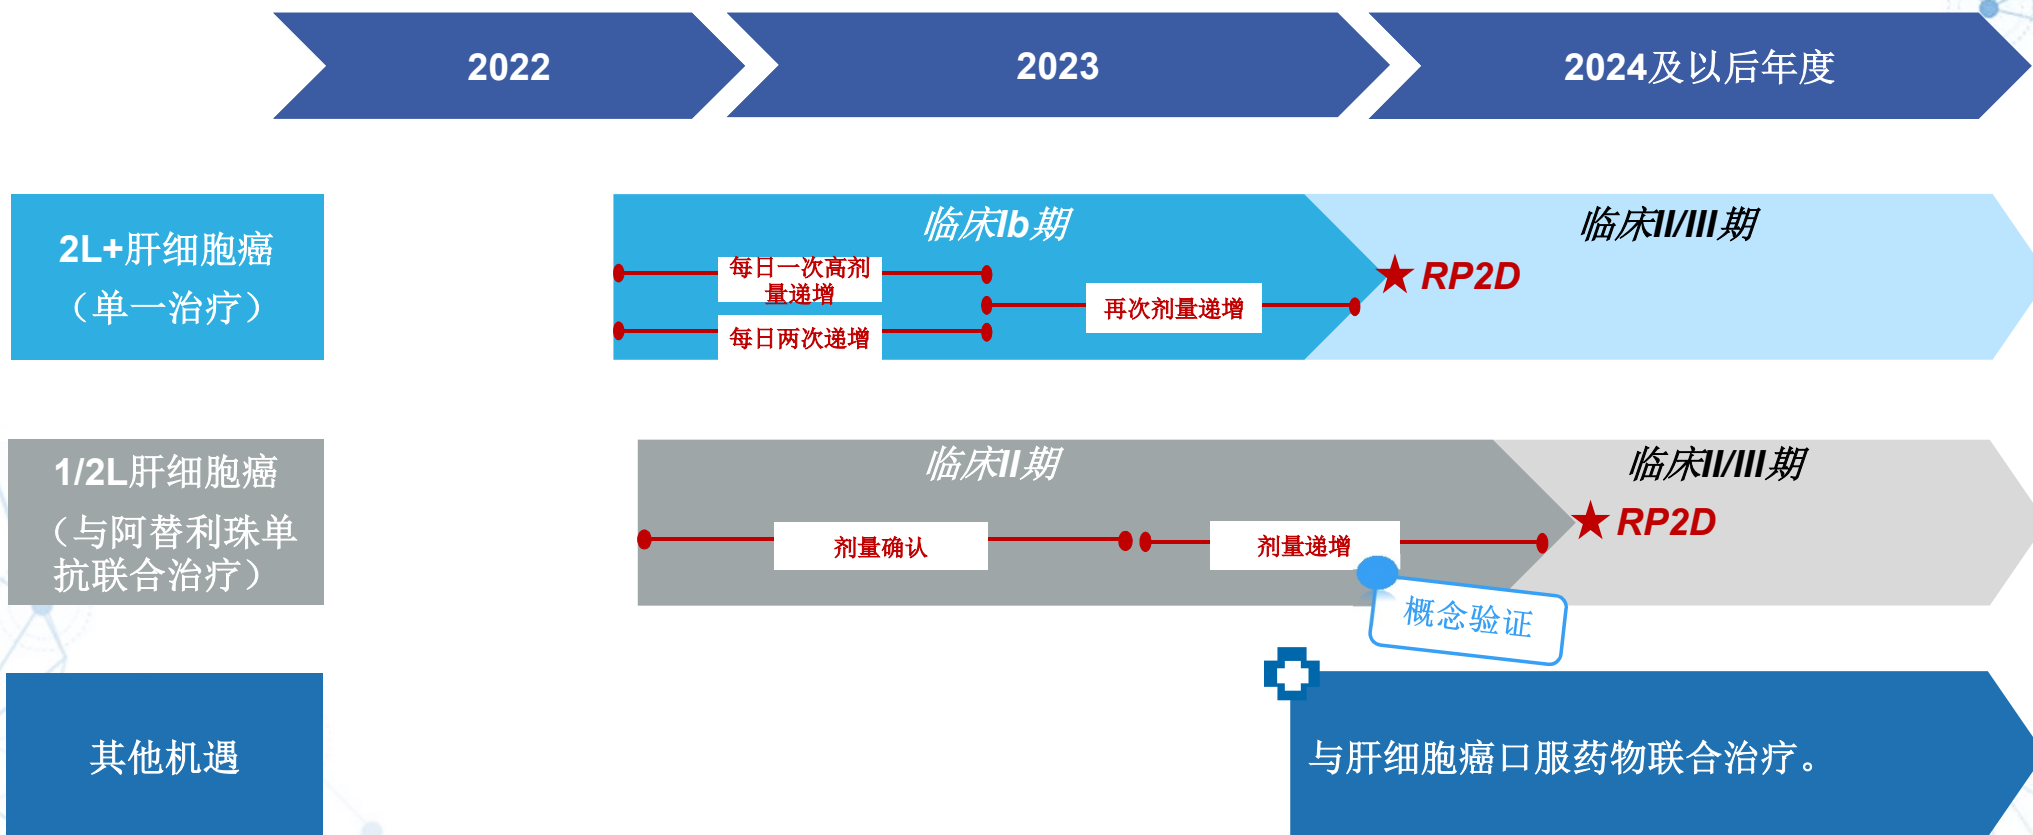 2022
2023
2024及以后年度
2L+肝细胞癌
（单一治疗）
临床Ib期
每日一次高剂
量递增
每日两次递增
再次剂量递增
RP2D
临床II/III期
1/2L肝细胞癌
（与阿替利珠单
抗联合治疗）
临床II期
剂量确认
剂量递增
概念验证
RP2D
临床II/III期
其他机遇
与肝细胞癌口服药物联合治疗。